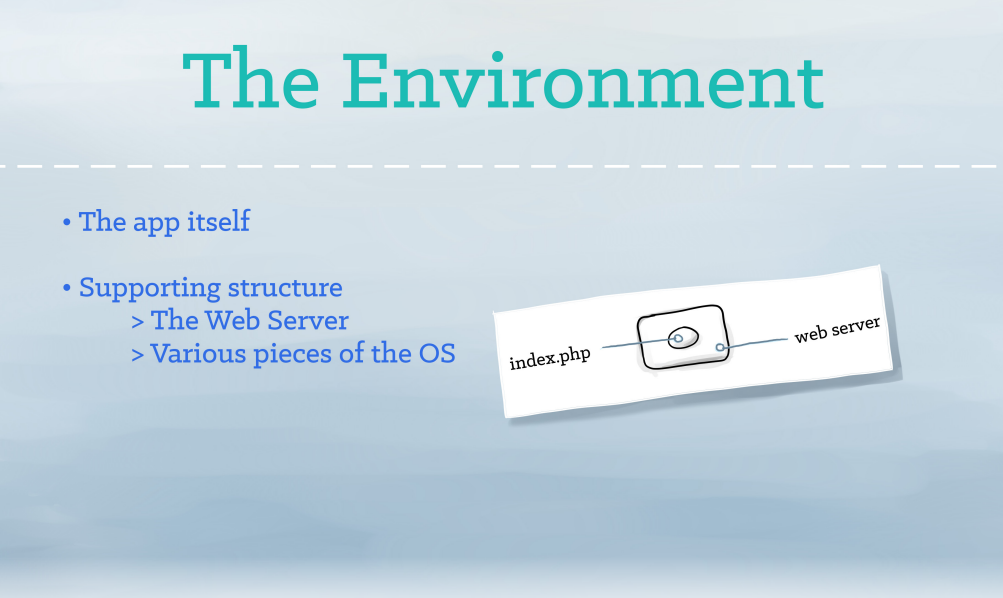 The Environment
• The app itself
• Supporting structure
> The Web Server
> Various pieces of the OS
index.php
web server